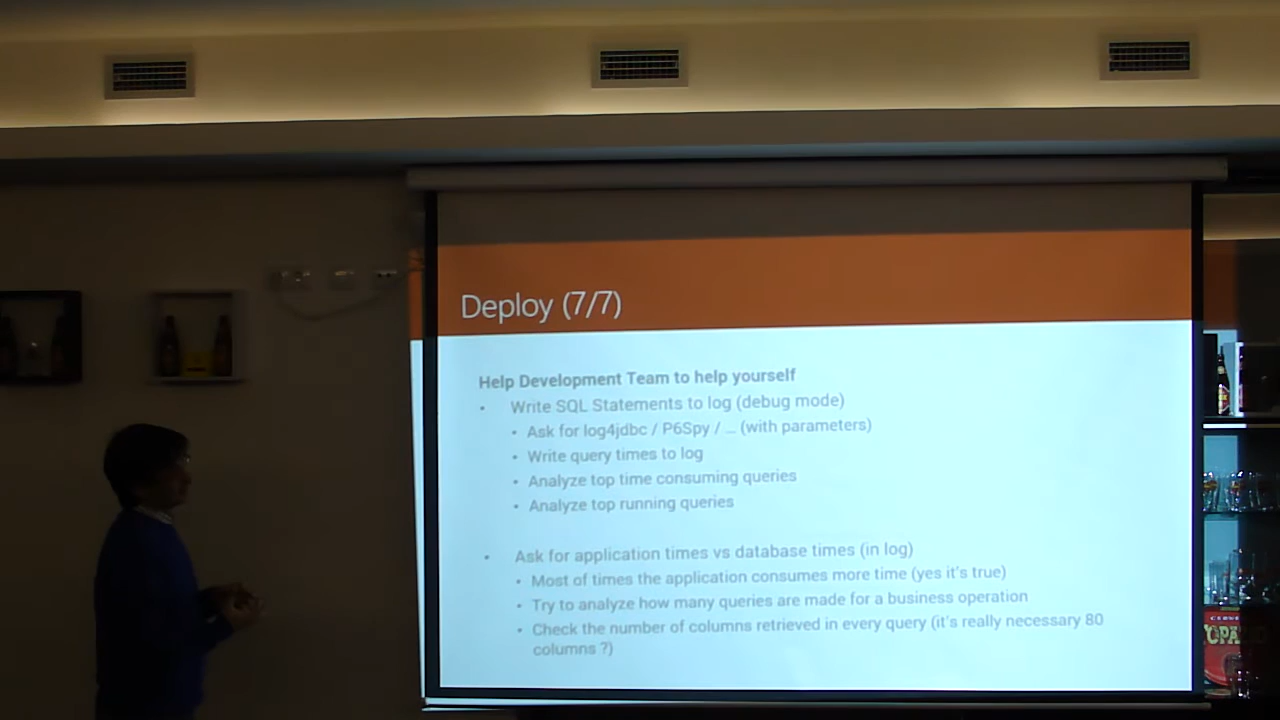 Deploy (7/7)
Help Development Team to help yourself
• Write SQL Statements to log (debug mode)
• Ask for log4jdbc / P6Spy / ... (with parameters)
• Write query times to log
• Analyze top time consuming queries
• Analyze top running queries
• Ask for application times vs database times (in log)
• Most of times the application consumes more time (yes it's true)
• Try to analyze how many queries are made for a business operation
• Check the number of columns retrieved in every query (it's really necessary 80
columns ?)